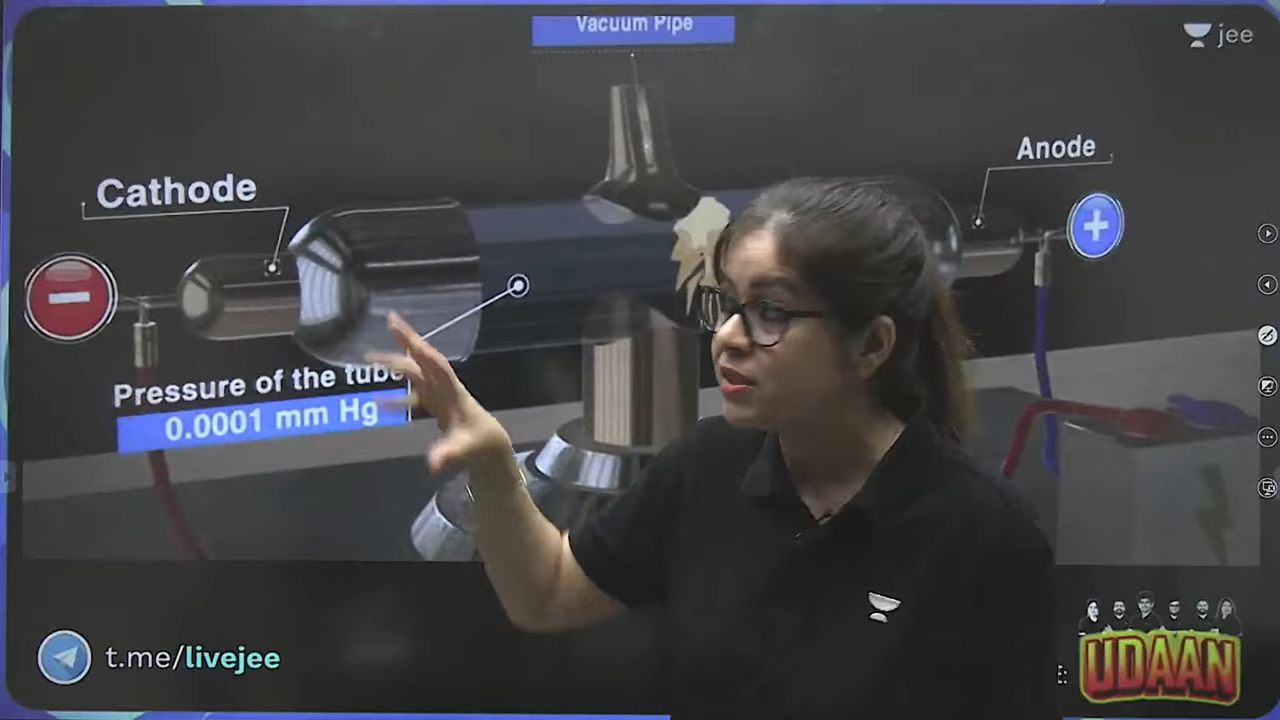 Vacuum Pipe
jee
Anode
Cathode
Pressure of the tube
0.0001 mm Hg
t.me/livejee
UDAAN